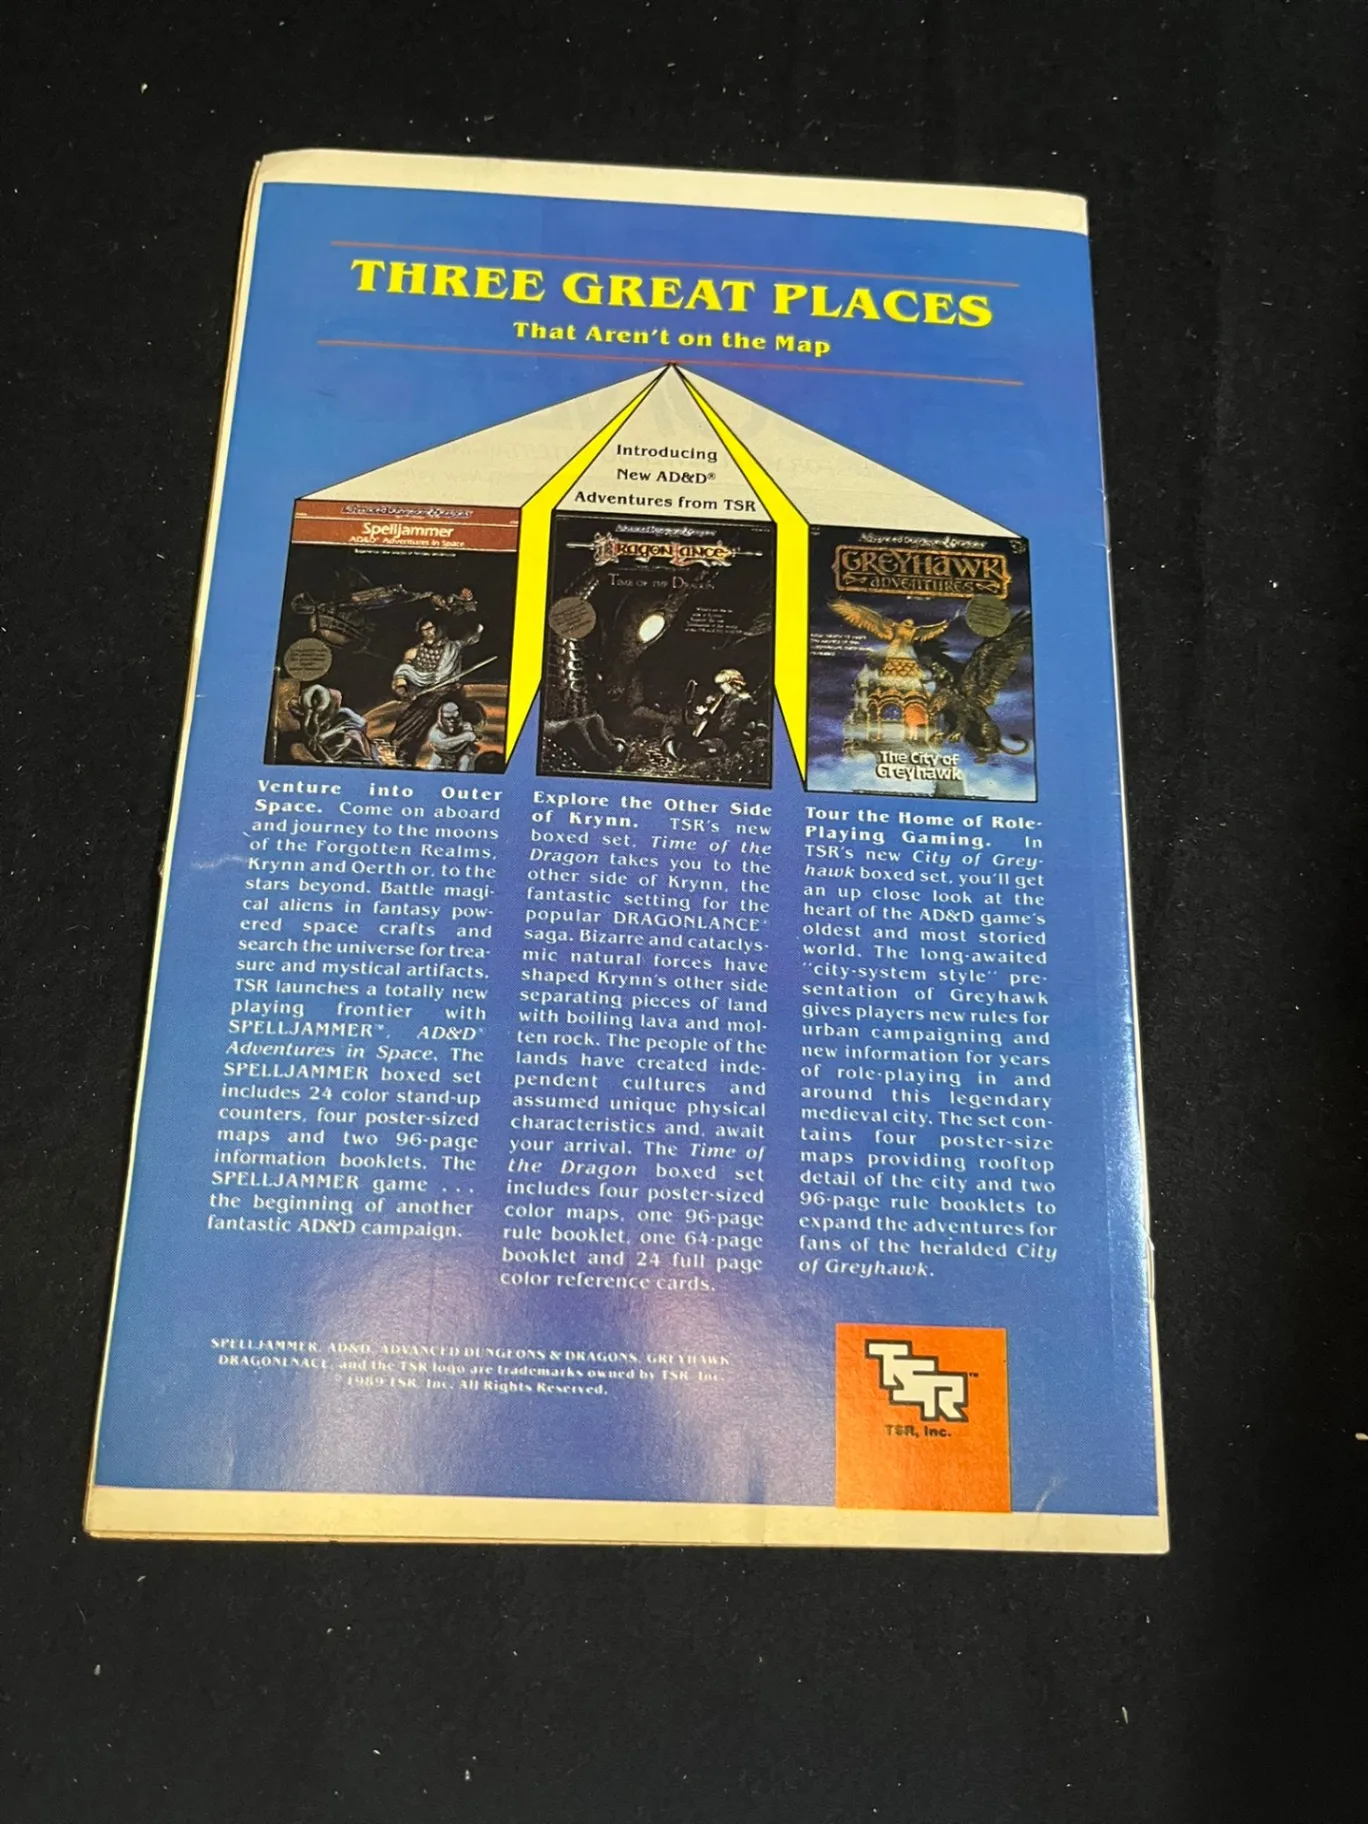 THREE GREAT PLACES
That Aren't on the Map
Introducing
New AD&D®
Adventures from TSR
Advanced Dungeons & Dragons
Spelljammer
AD&D® Adventures in Space
Advanced Dungeons & Dragons
DRAGONLANCE
TIME OF THE DRAGON
Advanced Dungeons & Dragons
GREYHAWK
ADVENTURES
The City of
Greyhawk
Venture into Outer
Space. Come on aboard
and journey to the moons
of the Forgotten Realms,
Krynn and Oerth or, to the
stars beyond. Battle magi-
cal aliens in fantasy pow-
ered space crafts and
search the universe for trea-
sure and mystical artifacts.
TSR launches a totally new
playing frontier with
SPELLJAMMER™, AD&D®
Adventures in Space. The
SPELLJAMMER boxed set
includes 24 color stand-up
counters, four poster-sized
maps and two 96-page
information booklets. The
SPELLJAMMER game . . .
the beginning of another
fantastic AD&D campaign.
Explore the Other Side
of Krynn. TSR's new
boxed set, Time of the
Dragon takes you to the
other side of Krynn, the
fantastic setting for the
popular DRAGONLANCE®
saga. Bizarre and cataclys-
mic natural forces have
shaped Krynn's other side
separating pieces of land
with boiling lava and mol-
ten rock. The people of the
lands have created inde-
pendent cultures and
assumed unique physical
characteristics and, await
your arrival. The Time of
the Dragon boxed set
includes four poster-sized
color maps, one 96-page
rule booklet, one 64-page
booklet and 24 full page
color reference cards.
Tour the Home of Role-
Playing Gaming. In
TSR's new City of Grey-
hawk boxed set, you'll get
an up close look at the
heart of the AD&D game's
oldest and most storied
world. The long-awaited
"city-system style" pre-
sentation of Greyhawk
gives players new rules for
urban campaigning and
new information for years
of role-playing in and
around this legendary
medieval city. The set con-
tains four poster-size
maps providing rooftop
detail of the city and two
96-page rule booklets to
expand the adventures for
fans of the heralded City
of Greyhawk.
SPELLJAMMER, AD&D, ADVANCED DUNGEONS & DRAGONS, GREYHAWK
DRAGONLNACE, and the TSR logo are trademarks owned by TSR, Inc.
© 1989 TSR, Inc. All Rights Reserved.
TSR™
TSR, Inc.